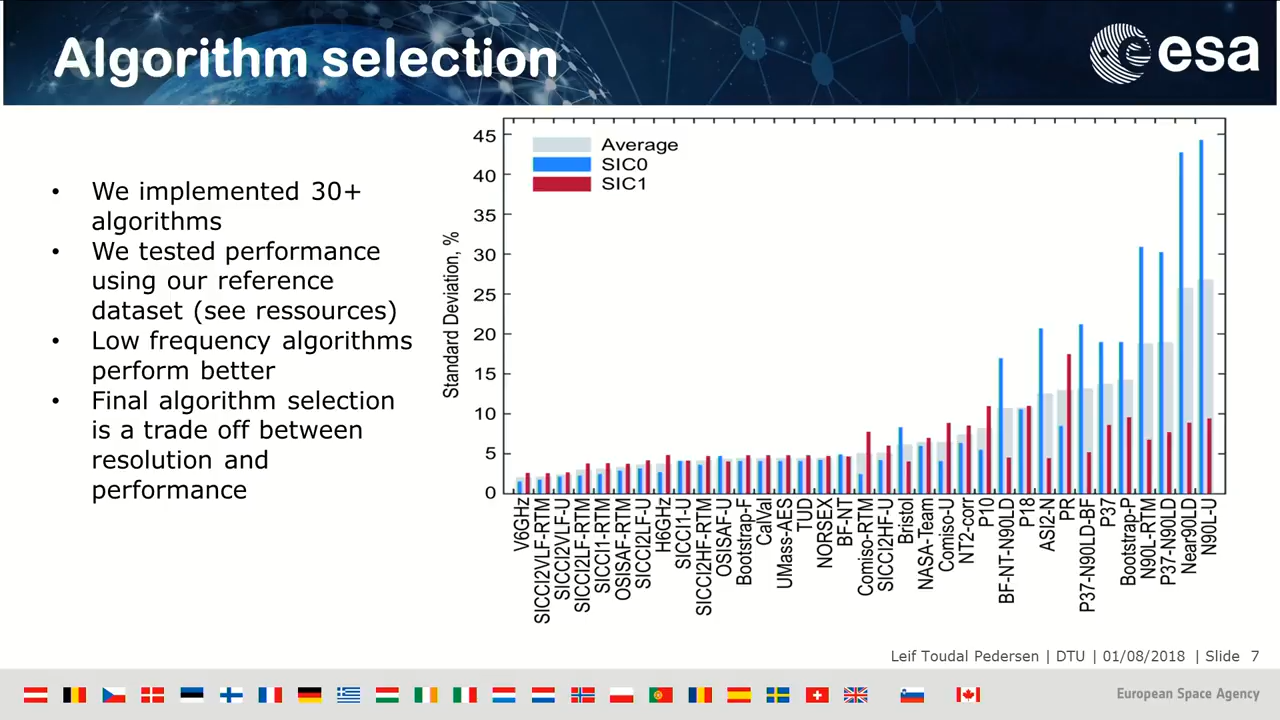 Algorithm selection
esa
• We implemented 30+
algorithms
• We tested performance
using our reference
dataset (see ressources)
• Low frequency algorithms
perform better
• Final algorithm selection
is a trade off between
resolution and
performance
Standard Deviation, %
45
40
35
30
25
20
15
10
5
0
Average
SIC0
SIC1
V6GHz
SICCI2VLF-RTM
SICCI2VLF-U
SICCI2LF-RTM
SICCI1-RTM
OSISAF-RTM
SICCI2LF-U
H6GHz
SICCI1-U
SICCI2HF-RTM
OSISAF-U
Bootstrap-F
CalVal
UMass-AES
TUD
NORSEX
BF-NT
Comiso-RTM
SICCI2HF-U
Bristol
NASA-Team
Comiso-U
NT2-corr
P10
BF-NT-N90LD
P18
ASI2-N
PR
P37-N90LD-BF
P37
Bootstrap-P
N90L-RTM
P37-N90LD
Near90LD
N90L-U
Leif Toudal Pedersen | DTU | 01/08/2018 | Slide 7
European Space Agency